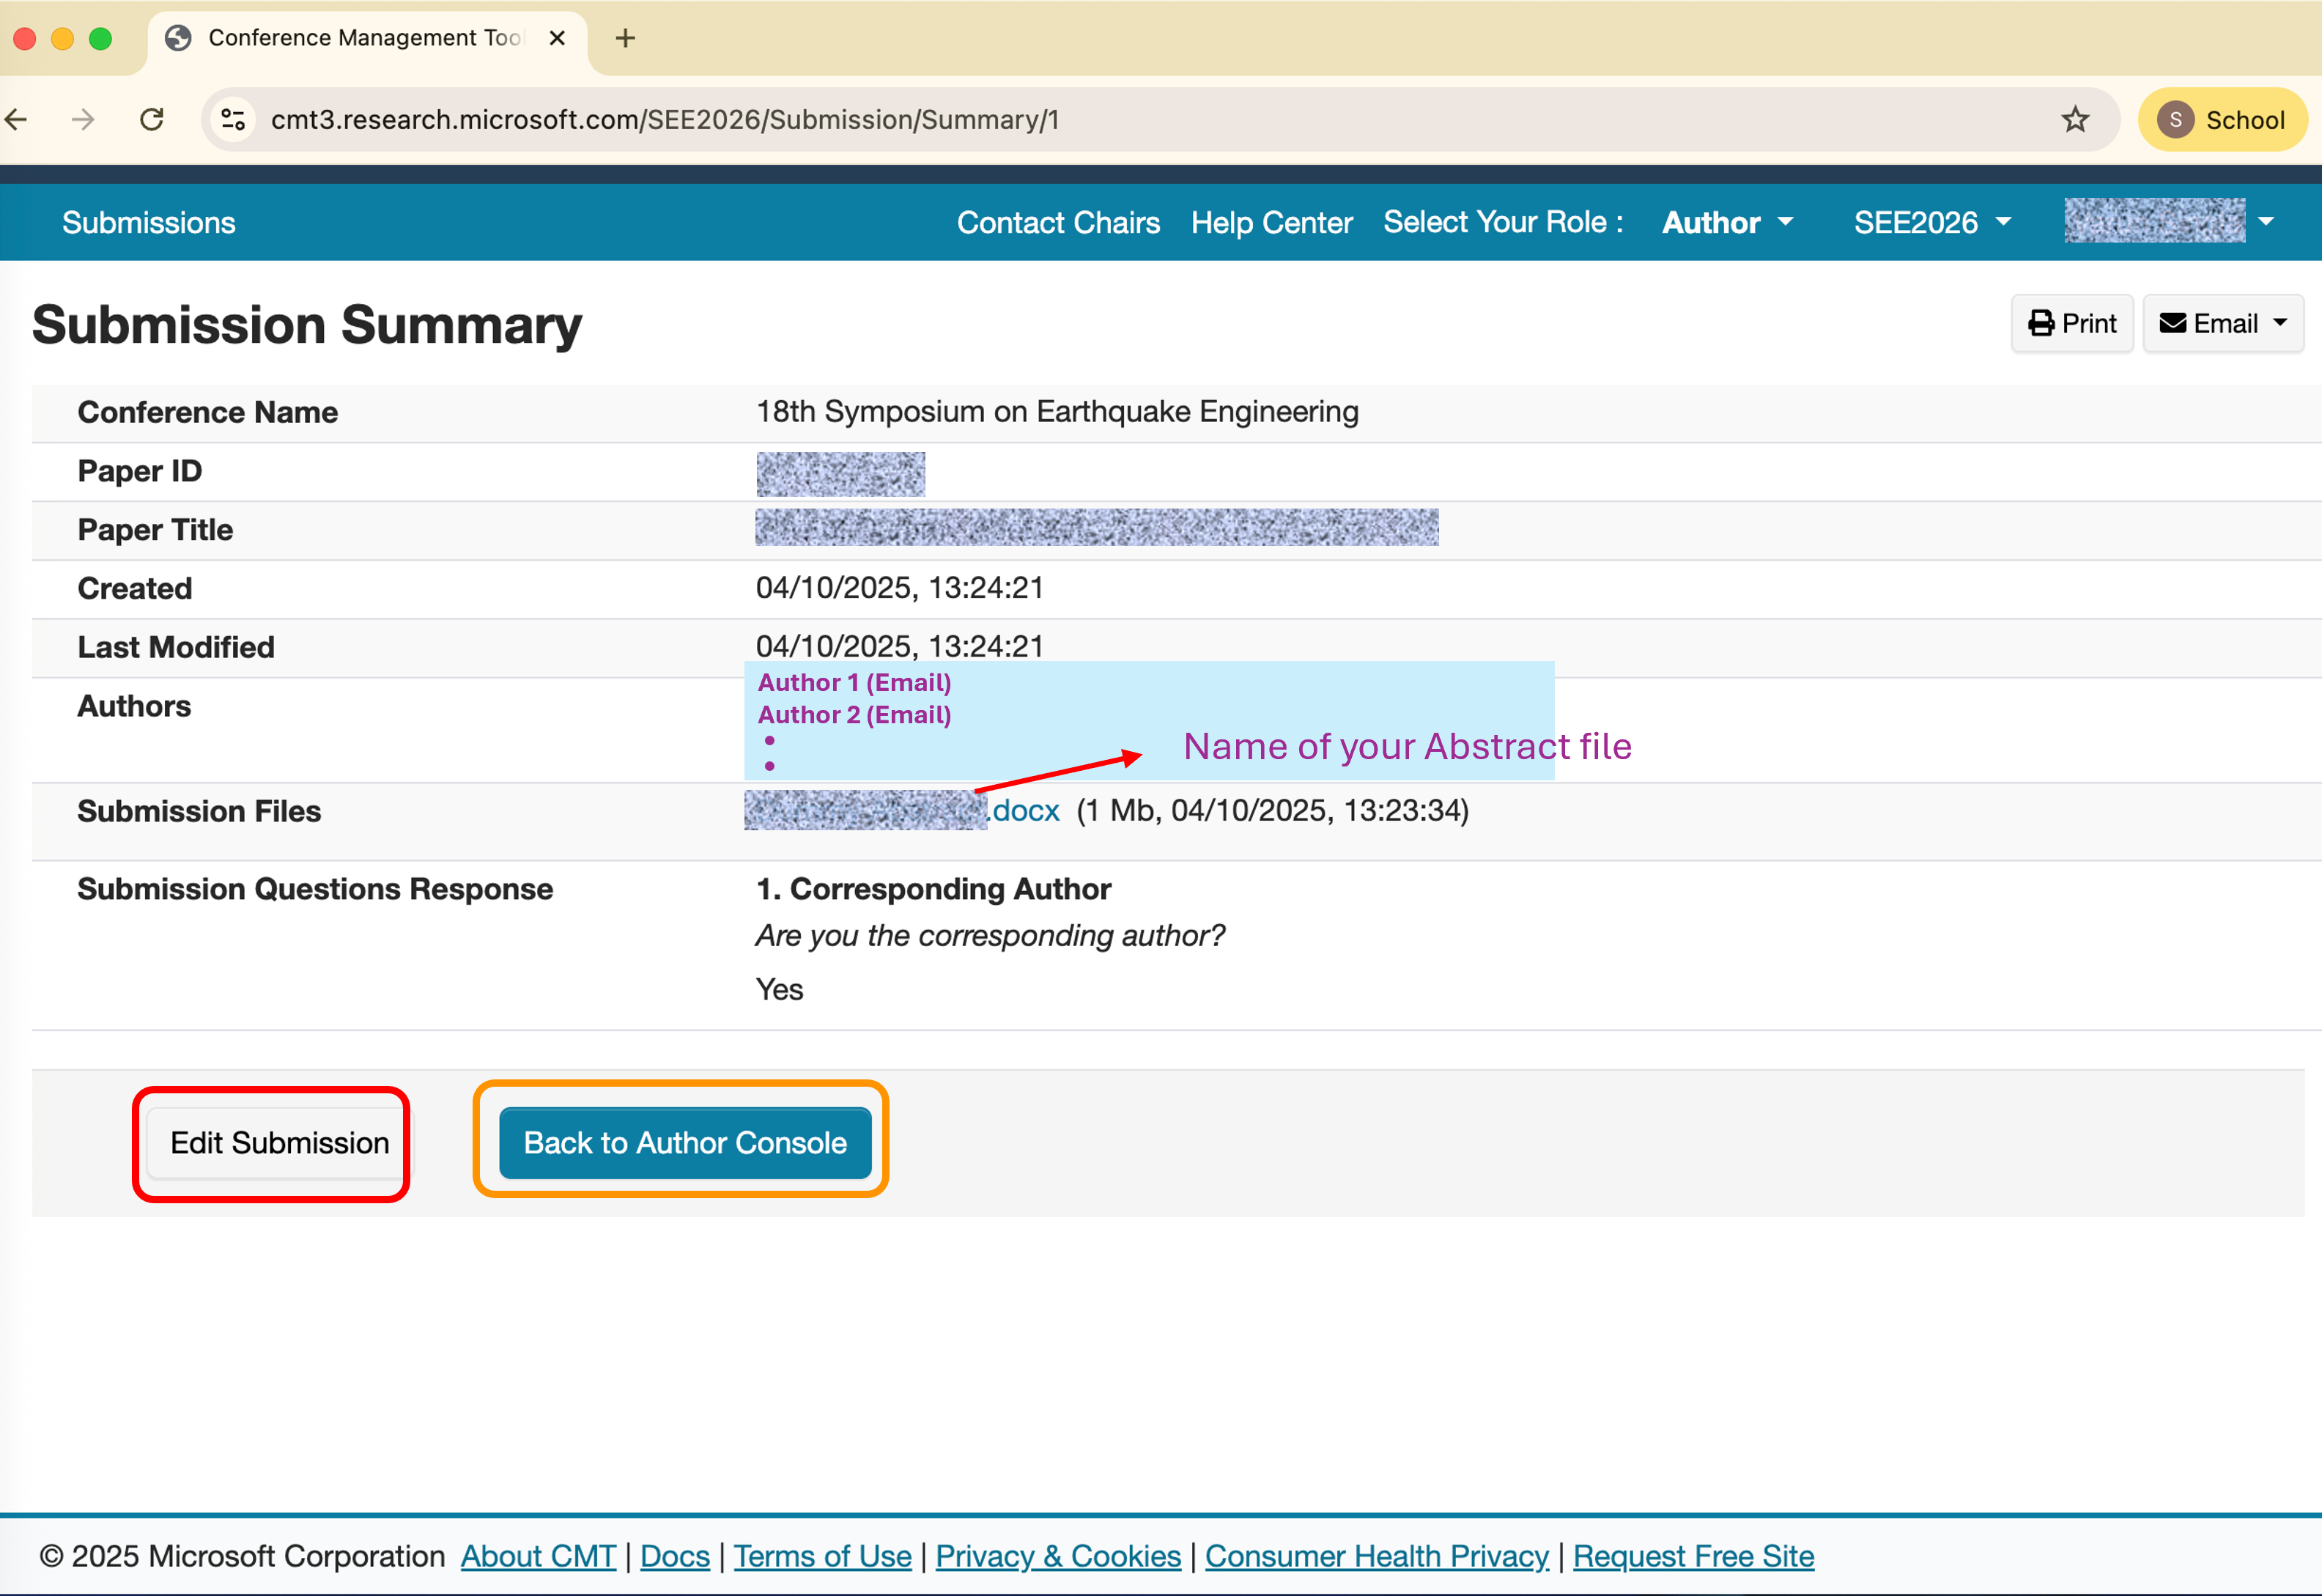 Conference Management Too
cmt3.research.microsoft.com/SEE2026/Submission/Summary/1
S School
Submissions Contact Chairs Help Center Select Your Role : Author SEE2026
Submission Summary Print Email
Conference Name 18th Symposium on Earthquake Engineering
Paper ID
Paper Title
Created 04/10/2025, 13:24:21
Last Modified 04/10/2025, 13:24:21
Authors Author 1 (Email)
Author 2 (Email)
Name of your Abstract file
Submission Files .docx (1 Mb, 04/10/2025, 13:23:34)
Submission Questions Response 1. Corresponding Author
Are you the corresponding author?
Yes
Edit Submission Back to Author Console
© 2025 Microsoft Corporation About CMT | Docs | Terms of Use | Privacy & Cookies | Consumer Health Privacy | Request Free Site